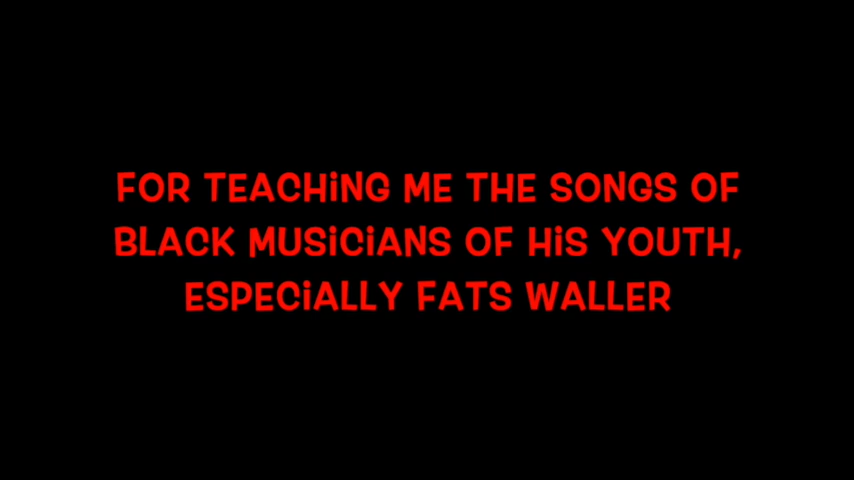 FOR TEACHiNG ME THE SONGS OF
BLACK MUSiCiANS OF HiS YOUTH,
ESPECiALLY FATS WALLER